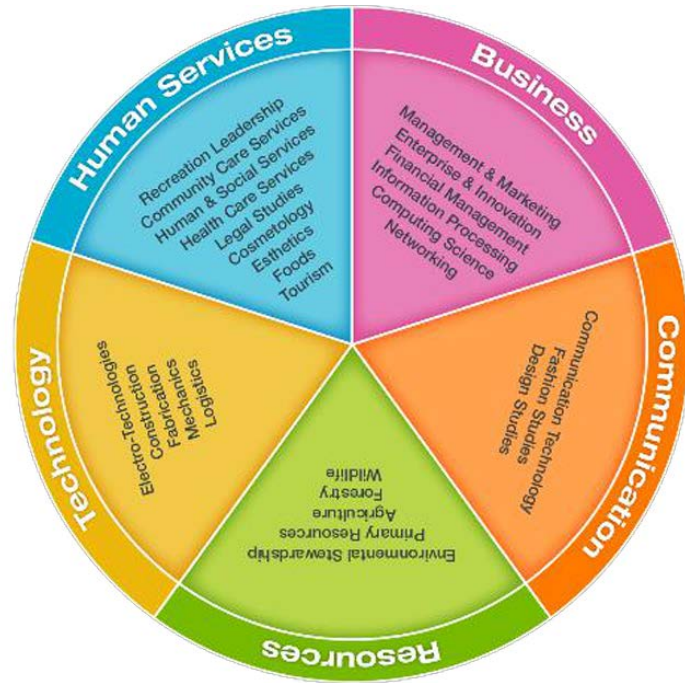 Business
Management & Marketing
Enterprise & Innovation
Financial Management
Information Processing
Computing Science
Networking
Communication
Communication Technology
Fashion Studies
Design Studies
Resources
Environmental Stewardship
Primary Resources
Agriculture
Forestry
Wildlife
Technology
Electro-Technologies
Construction
Fabrication
Mechanics
Logistics
Human Services
Recreation Leadership
Community Care Services
Human & Social Services
Health Care Services
Legal Studies
Cosmetology
Esthetics
Foods
Tourism